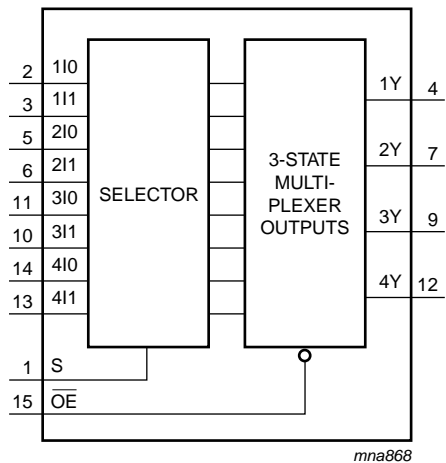 2 1I0
3 1I1
5 2I0
6 2I1
11 3I0
10 3I1
14 4I0
13 4I1
1 S
15 OE
SELECTOR
3-STATE
MULTI-
PLEXER
OUTPUTS
1Y 4
2Y 7
3Y 9
4Y 12
mna868